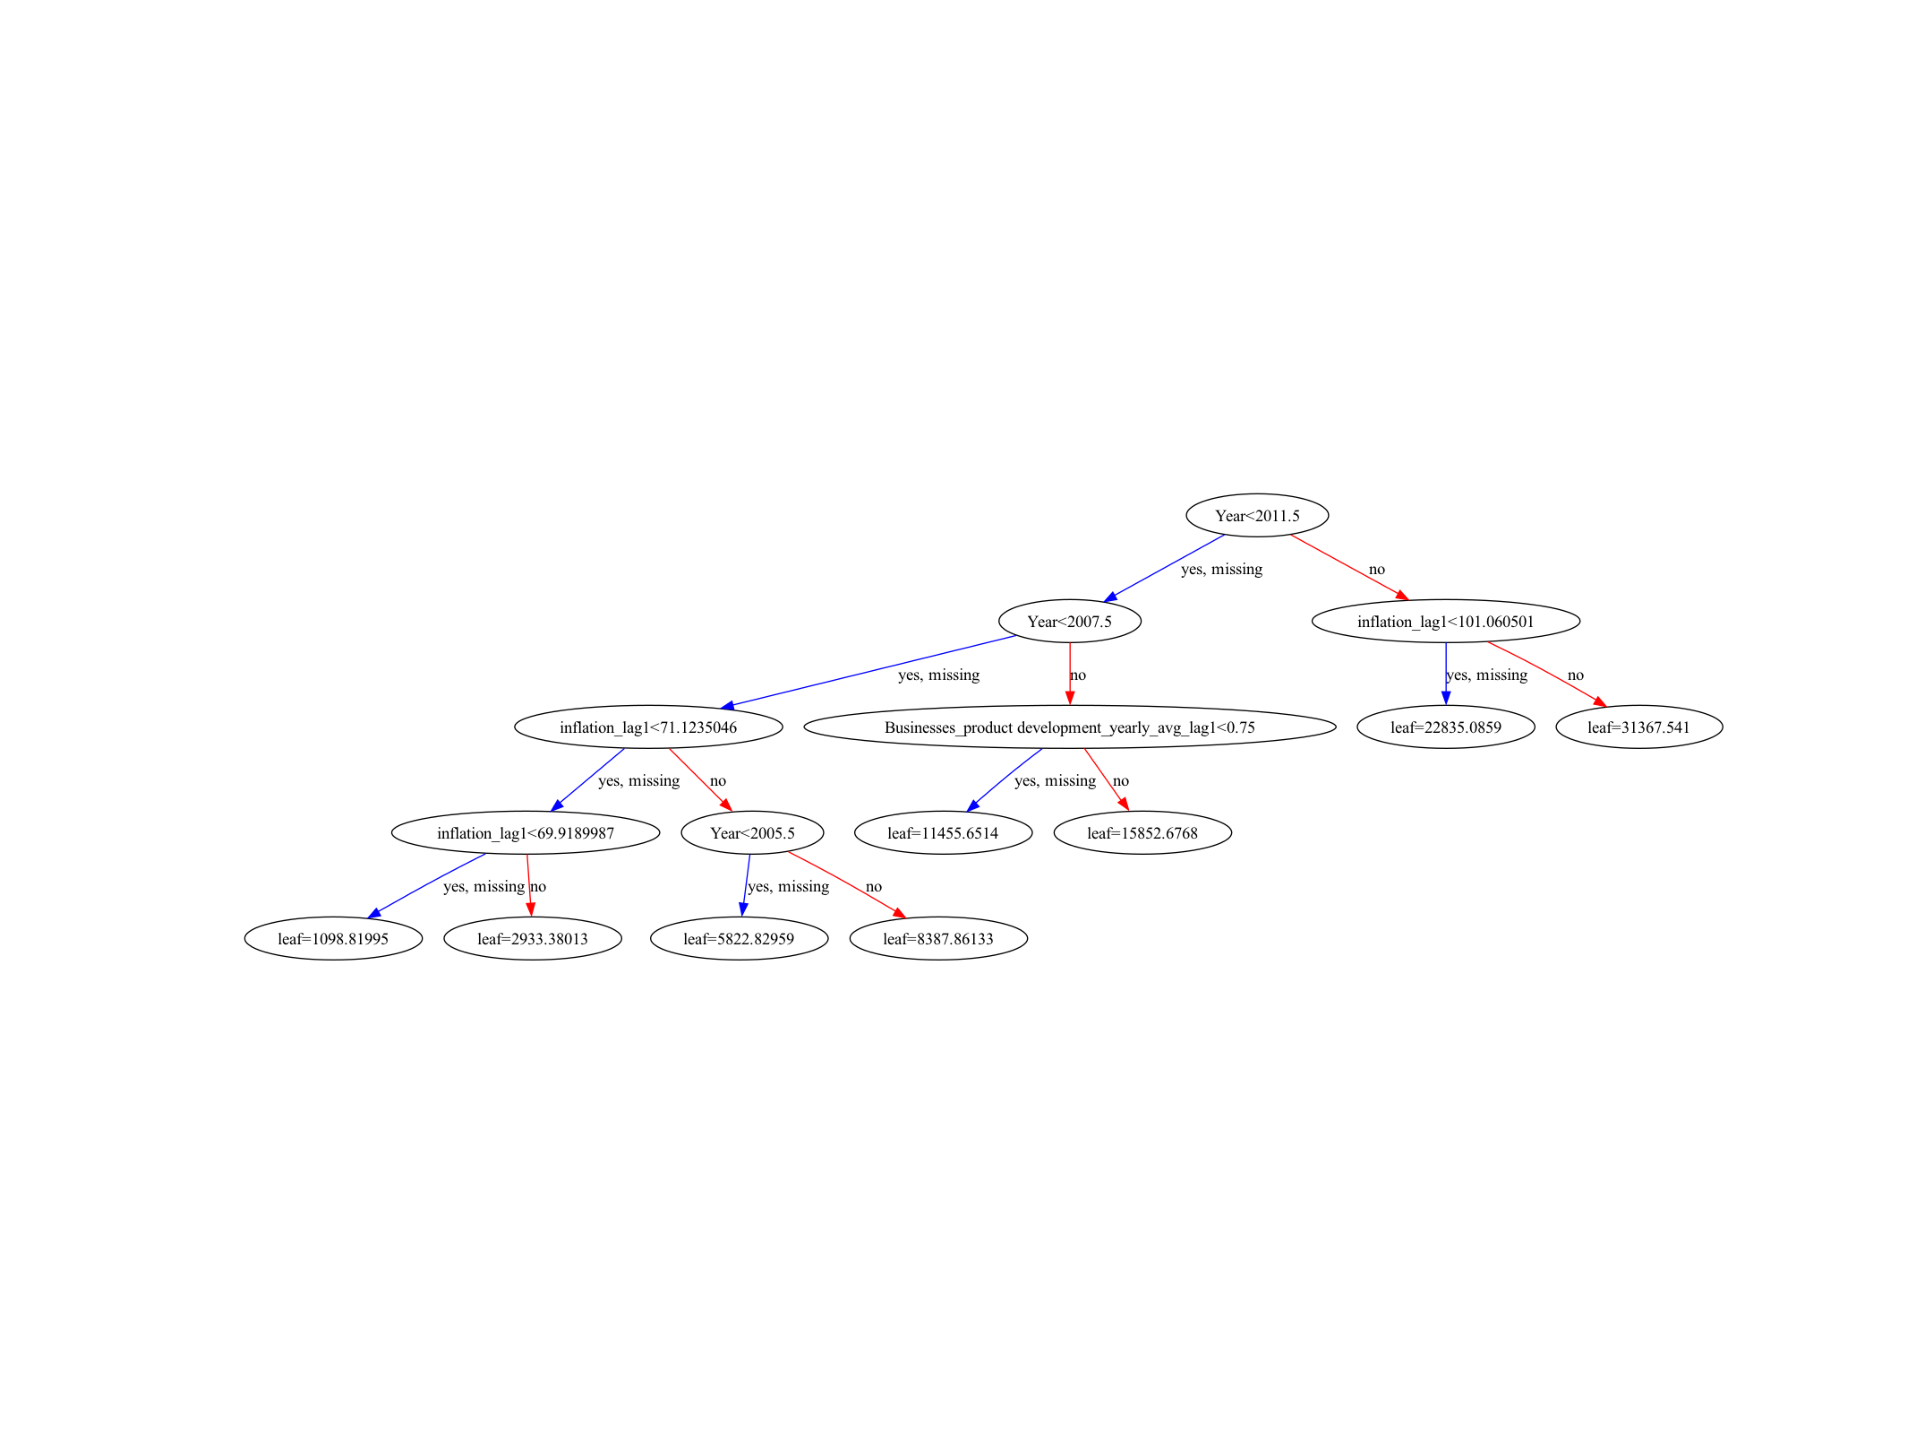 Year<2011.5
yes, missing
no
Year<2007.5
inflation_lag1<101.060501
yes, missing
no
yes, missing
no
inflation_lag1<71.1235046
Businesses_product development_yearly_avg_lag1<0.75
leaf=22835.0859
leaf=31367.541
yes, missing
no
yes, missing
no
inflation_lag1<69.9189987
Year<2005.5
leaf=11455.6514
leaf=15852.6768
yes, missing
no
yes, missing
no
leaf=1098.81995
leaf=2933.38013
leaf=5822.82959
leaf=8387.86133